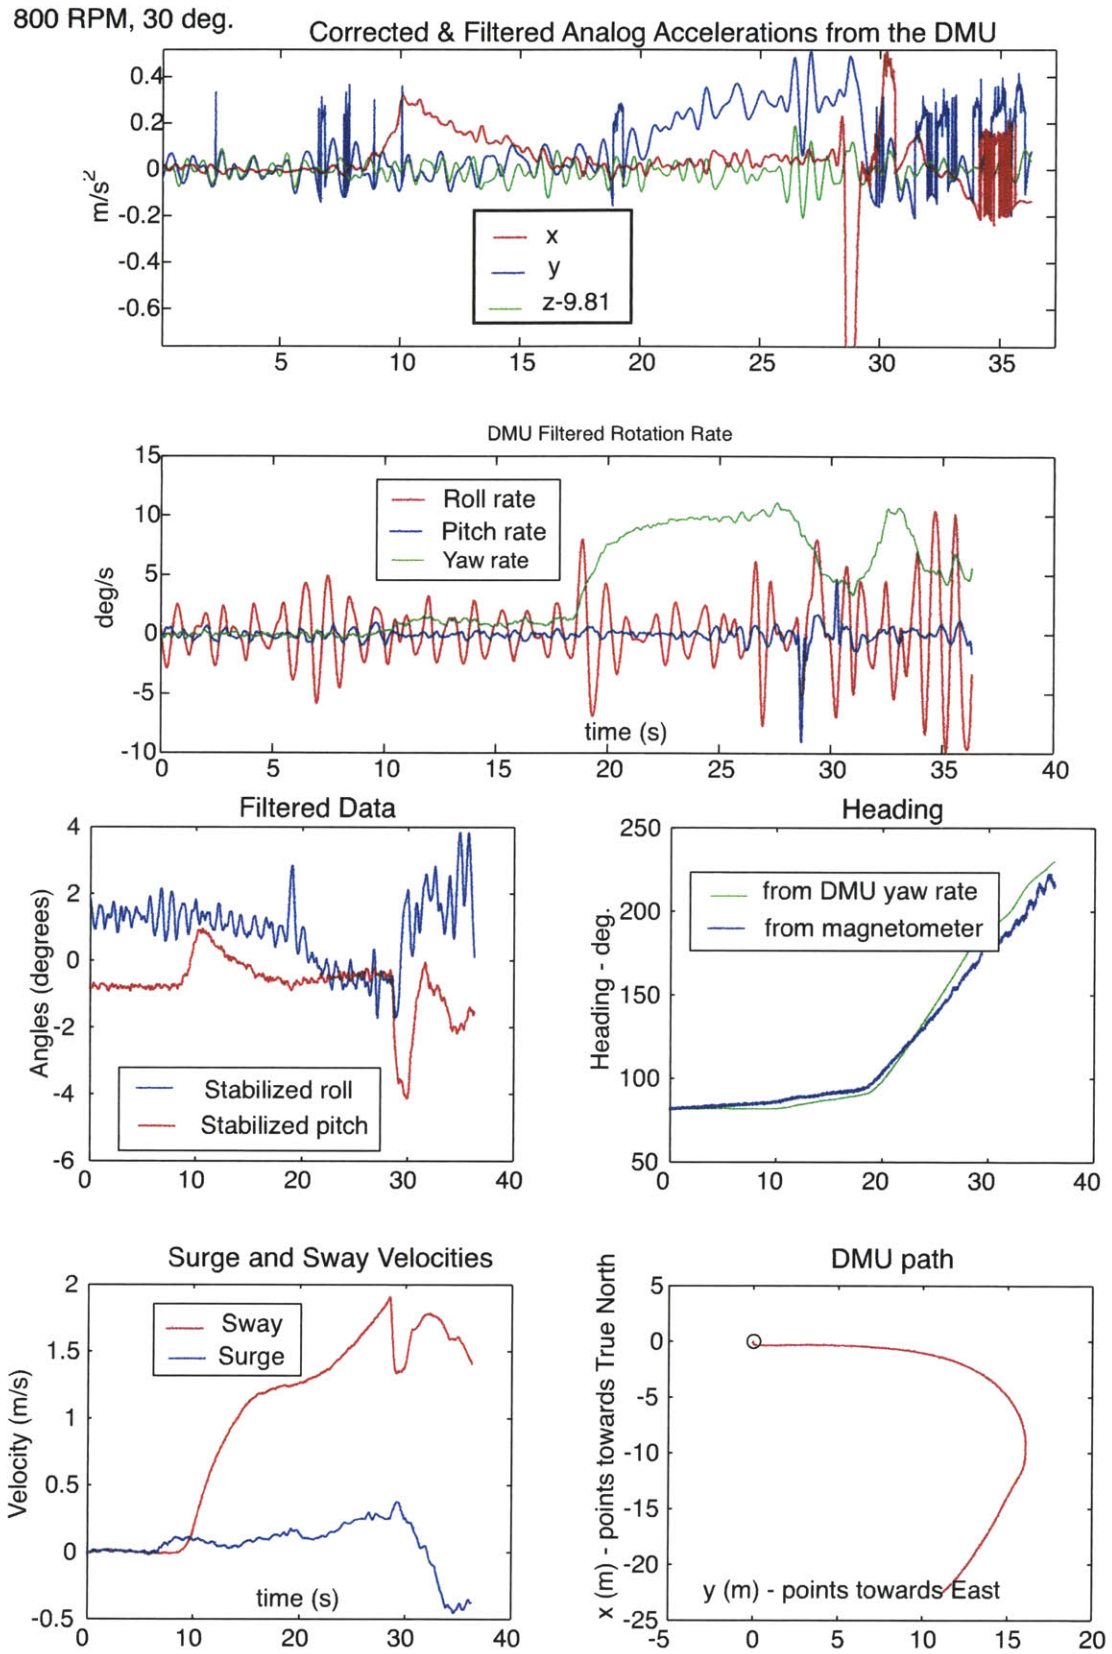 800 RPM, 30 deg.
Corrected & Filtered Analog Accelerations from the DMU
0.4
0.2
0
-0.2
-0.4
-0.6
m/s²
x
y
z-9.81
5 10 15 20 25 30 35
DMU Filtered Rotation Rate
15
10
5
0
-5
-10
deg/s
Roll rate
Pitch rate
Yaw rate
time (s)
0 5 10 15 20 25 30 35 40
Filtered Data
4
2
0
-2
-4
-6
Angles (degrees)
Stabilized roll
Stabilized pitch
0 10 20 30 40
Heading
250
200
150
100
50
Heading - deg.
from DMU yaw rate
from magnetometer
0 10 20 30 40
Surge and Sway Velocities
2
1.5
1
0.5
0
-0.5
Velocity (m/s)
Sway
Surge
time (s)
0 10 20 30 40
DMU path
5
0
-5
-10
-15
-20
-25
x (m) - points towards True North
y (m) - points towards East
-5 0 5 10 15 20